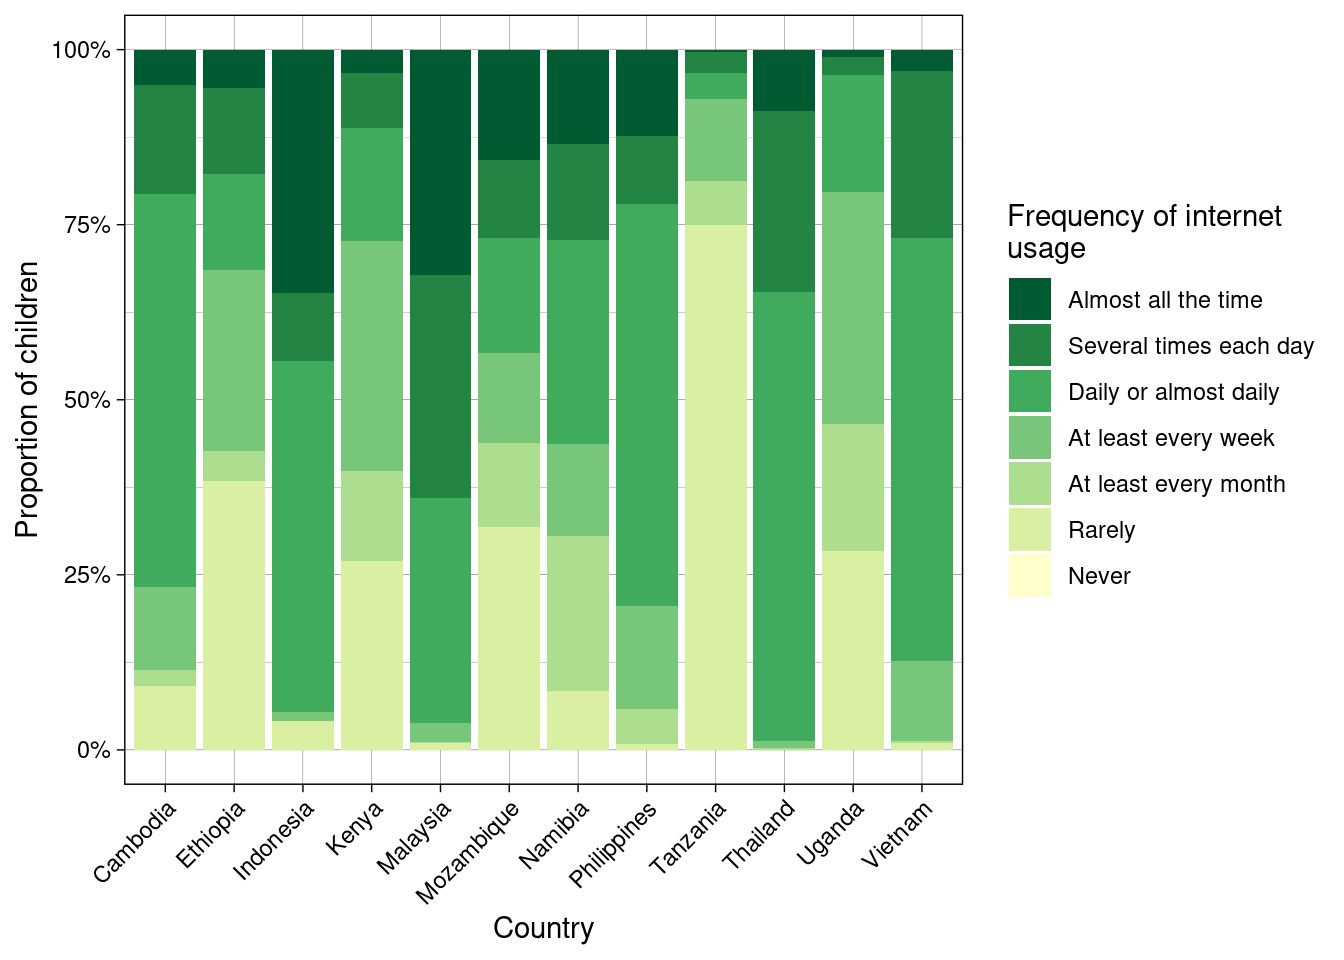 100%
75%
50%
25%
0%
Proportion of children
Cambodia
Ethiopia
Indonesia
Kenya
Malaysia
Mozambique
Namibia
Philippines
Tanzania
Thailand
Uganda
Vietnam
Country
Frequency of internet
usage
Almost all the time
Several times each day
Daily or almost daily
At least every week
At least every month
Rarely
Never